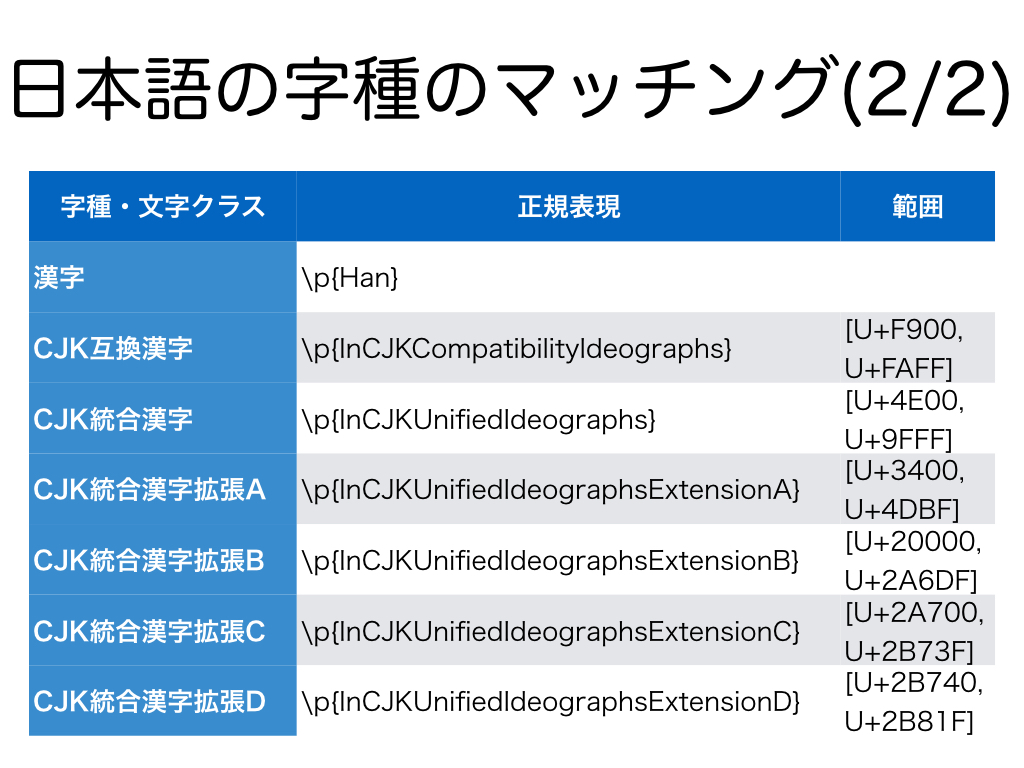 日本語の字種のマッチング(2/2)
字種・文字クラス 正規表現 範囲
漢字 \p{Han}
CJK互換漢字 \p{InCJKCompatibilityIdeographs} [U+F900,
U+FAFF]
CJK統合漢字 \p{InCJKUnifiedIdeographs} [U+4E00,
U+9FFF]
CJK統合漢字拡張A \p{InCJKUnifiedIdeographsExtensionA} [U+3400,
U+4DBF]
CJK統合漢字拡張B \p{InCJKUnifiedIdeographsExtensionB} [U+20000,
U+2A6DF]
CJK統合漢字拡張C \p{InCJKUnifiedIdeographsExtensionC} [U+2A700,
U+2B73F]
CJK統合漢字拡張D \p{InCJKUnifiedIdeographsExtensionD} [U+2B740,
U+2B81F]